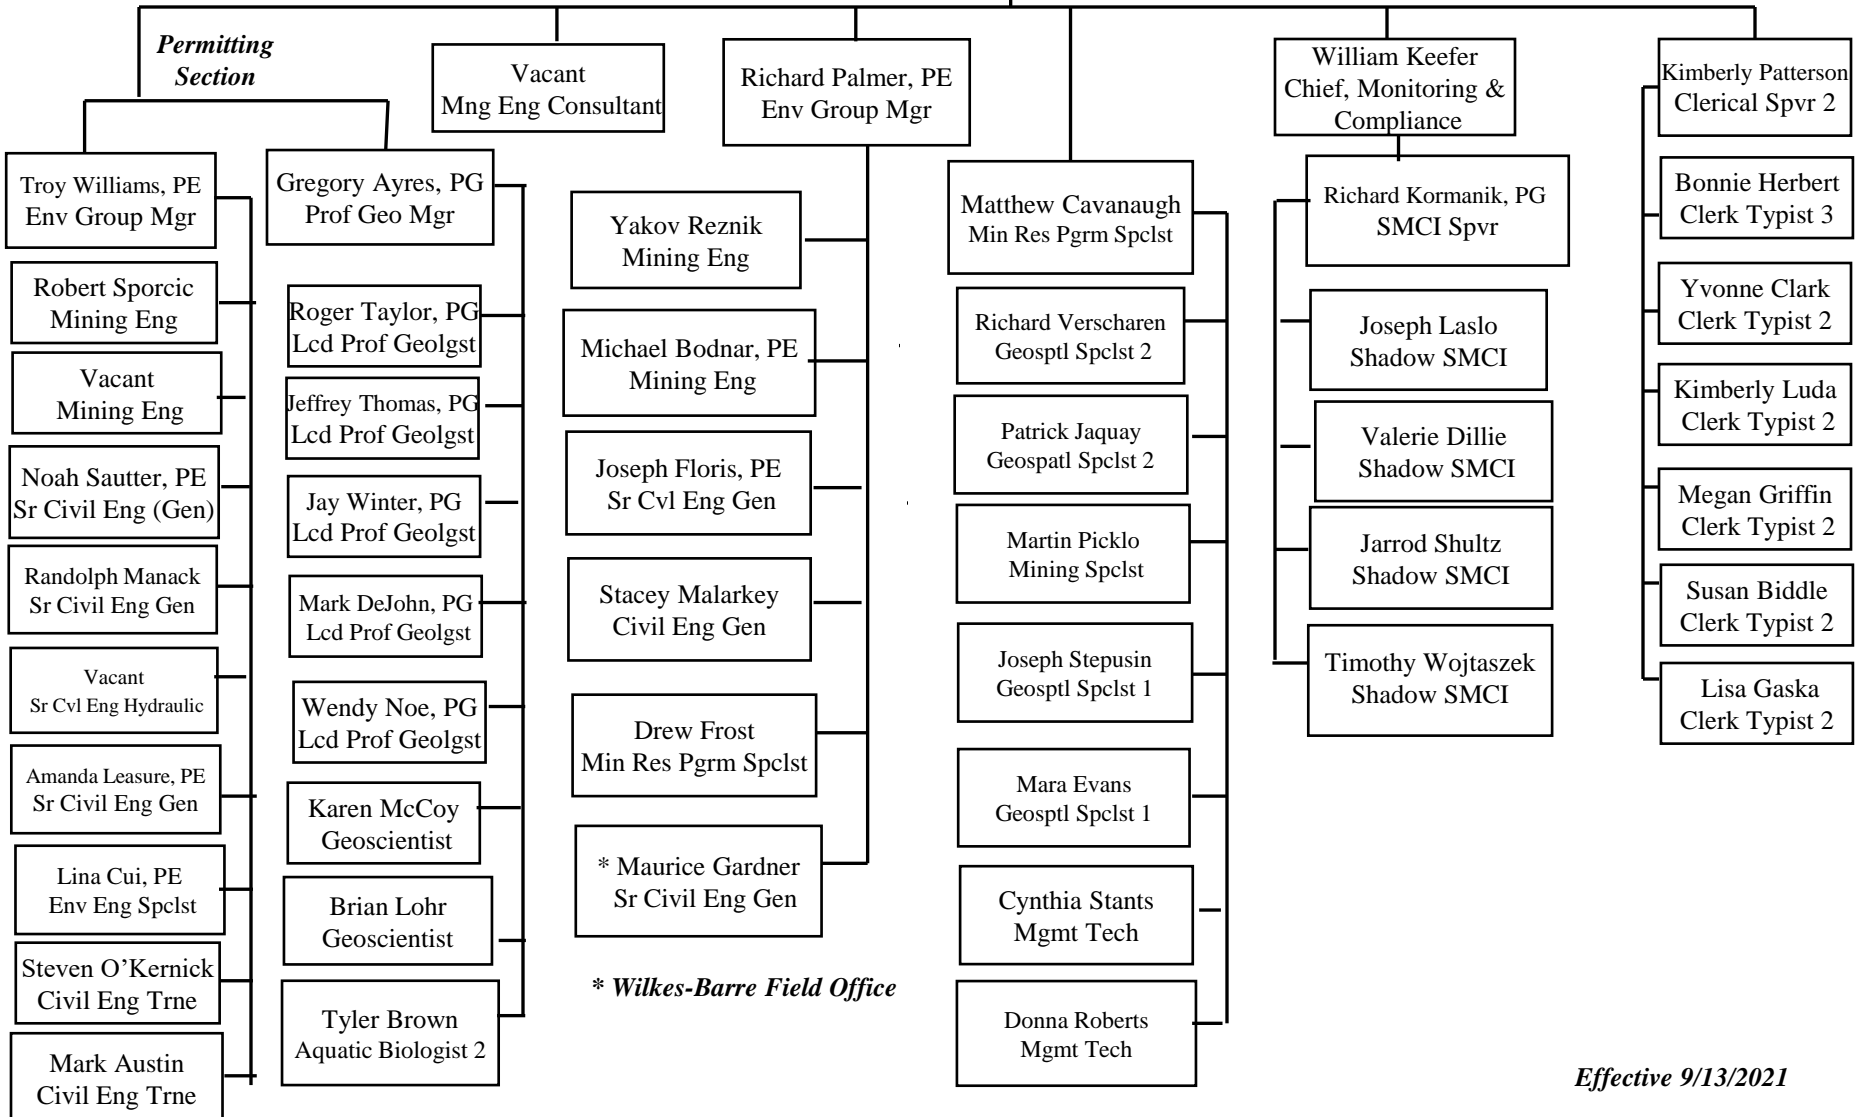 Permitting
Section
Vacant
Mng Eng Consultant
Richard Palmer, PE
Env Group Mgr
William Keefer
Chief, Monitoring &
Compliance
Kimberly Patterson
Clerical Spvr 2
Troy Williams, PE
Env Group Mgr
Robert Sporcic
Mining Eng
Vacant
Mining Eng
Noah Sautter, PE
Sr Civil Eng (Gen)
Randolph Manack
Sr Civil Eng Gen
Vacant
Sr Cvl Eng Hydraulic
Amanda Leasure, PE
Sr Civil Eng Gen
Lina Cui, PE
Env Eng Spclst
Steven O’Kernick
Civil Eng Trne
Mark Austin
Civil Eng Trne
Gregory Ayres, PG
Prof Geo Mgr
Roger Taylor, PG
Lcd Prof Geolgst
Jeffrey Thomas, PG
Lcd Prof Geolgst
Jay Winter, PG
Lcd Prof Geolgst
Mark DeJohn, PG
Lcd Prof Geolgst
Wendy Noe, PG
Lcd Prof Geolgst
Karen McCoy
Geoscientist
Brian Lohr
Geoscientist
Tyler Brown
Aquatic Biologist 2
Yakov Reznik
Mining Eng
Michael Bodnar, PE
Mining Eng
Joseph Floris, PE
Sr Cvl Eng Gen
Stacey Malarkey
Civil Eng Gen
Drew Frost
Min Res Pgrm Spclst
* Maurice Gardner
Sr Civil Eng Gen
* Wilkes-Barre Field Office
Matthew Cavanaugh
Min Res Pgrm Spclst
Richard Verscharen
Geosptl Spclst 2
Patrick Jaquay
Geospatl Spclst 2
Martin Picklo
Mining Spclst
Joseph Stepusin
Geosptl Spclst 1
Mara Evans
Geosptl Spclst 1
Cynthia Stants
Mgmt Tech
Donna Roberts
Mgmt Tech
Richard Kormanik, PG
SMCI Spvr
Joseph Laslo
Shadow SMCI
Valerie Dillie
Shadow SMCI
Jarrod Shultz
Shadow SMCI
Timothy Wojtaszek
Shadow SMCI
Bonnie Herbert
Clerk Typist 3
Yvonne Clark
Clerk Typist 2
Kimberly Luda
Clerk Typist 2
Megan Griffin
Clerk Typist 2
Susan Biddle
Clerk Typist 2
Lisa Gaska
Clerk Typist 2
Effective 9/13/2021